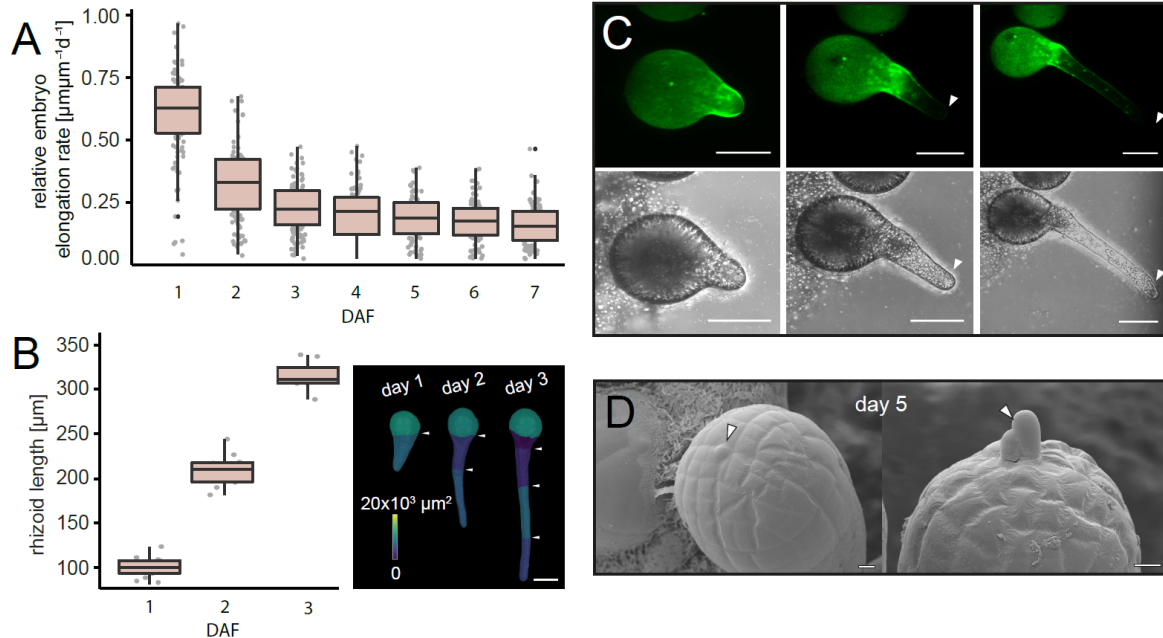 A
relative embryo
elongation rate [µmµm⁻¹d⁻¹]
1.00
0.75
0.50
0.25
0.00
1 2 3 4 5 6 7
DAF
B
rhizoid length [µm]
350
300
250
200
150
100
1 2 3
DAF
day 1 day 2 day 3
20x10³ µm²
0
C
D
day 5